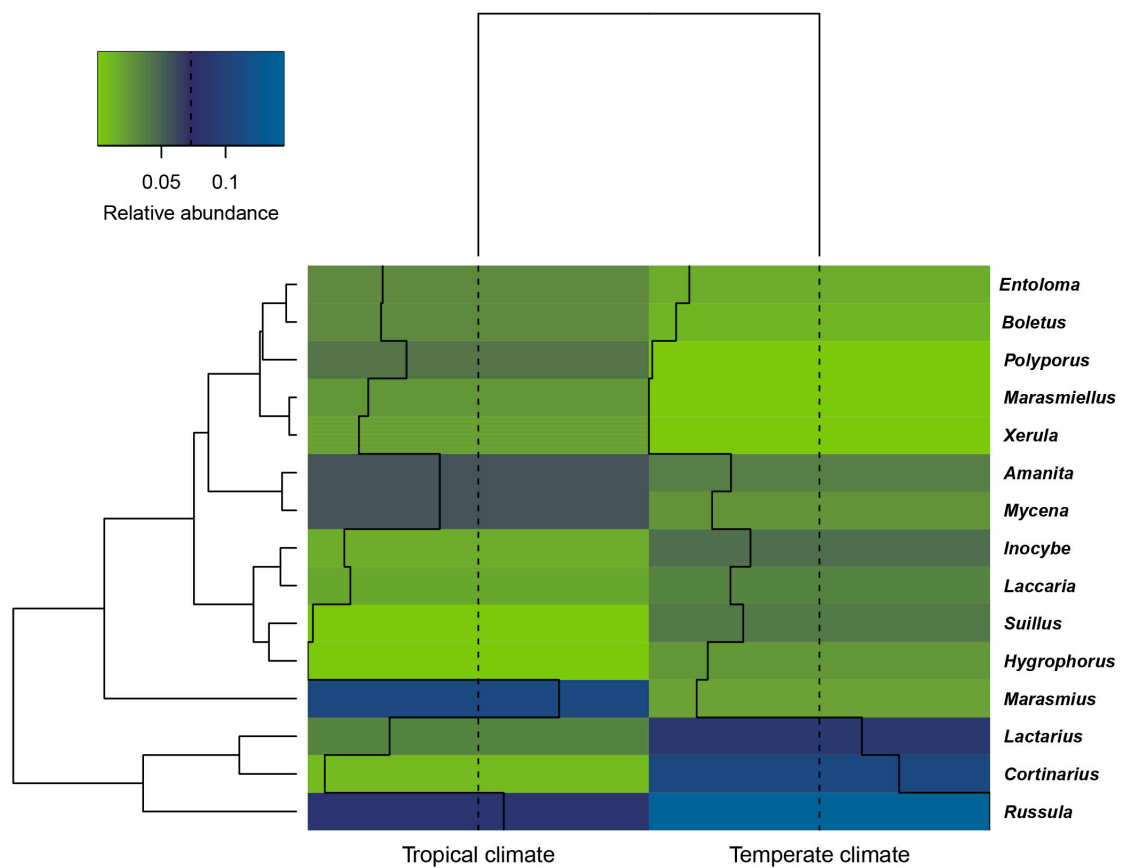 0.05 0.1
Relative abundance
Entoloma
Boletus
Polyporus
Marasmiellus
Xerula
Amanita
Mycena
Inocybe
Laccaria
Suillus
Hygrophorus
Marasmius
Lactarius
Cortinarius
Russula
Tropical climate Temperate climate